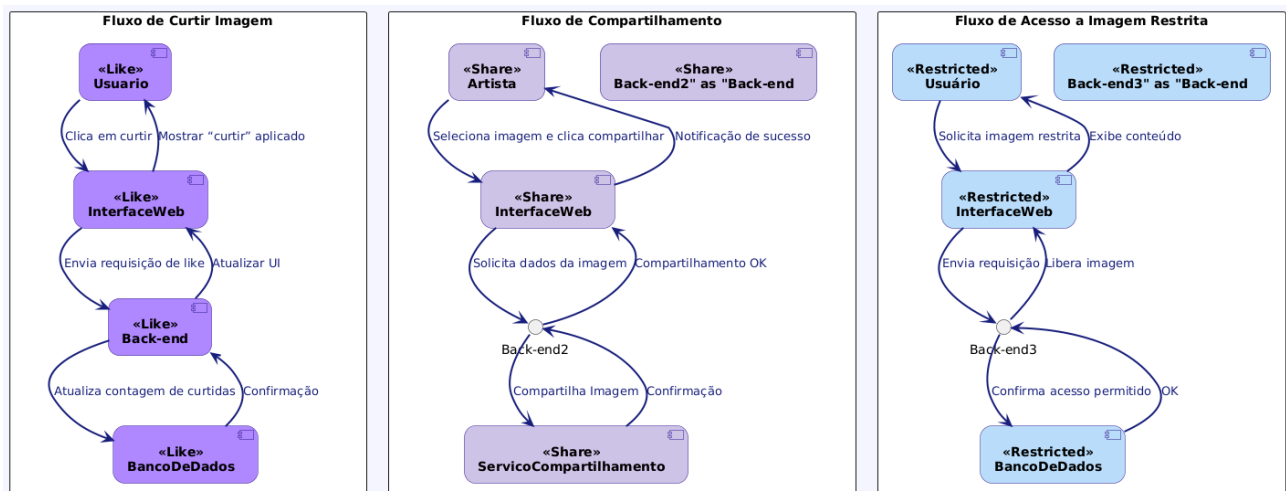 Fluxo de Curtir Imagem
«Like»
Usuario
Clica em curtir
Mostrar “curtir” aplicado
«Like»
InterfaceWeb
Envia requisição de like
Atualizar UI
«Like»
Back-end
Atualiza contagem de curtidas
Confirmação
«Like»
BancoDeDados
Fluxo de Compartilhamento
«Share»
Artista
«Share»
Back-end2" as "Back-end
Seleciona imagem e clica compartilhar
Notificação de sucesso
«Share»
InterfaceWeb
Solicita dados da imagem
Compartilhamento OK
Back-end2
Compartilha Imagem
Confirmação
«Share»
ServicoCompartilhamento
Fluxo de Acesso a Imagem Restrita
«Restricted»
Usuário
«Restricted»
Back-end3" as "Back-end
Solicita imagem restrita
Exibe conteúdo
«Restricted»
InterfaceWeb
Envia requisição
Libera imagem
Back-end3
Confirma acesso permitido
OK
«Restricted»
BancoDeDados